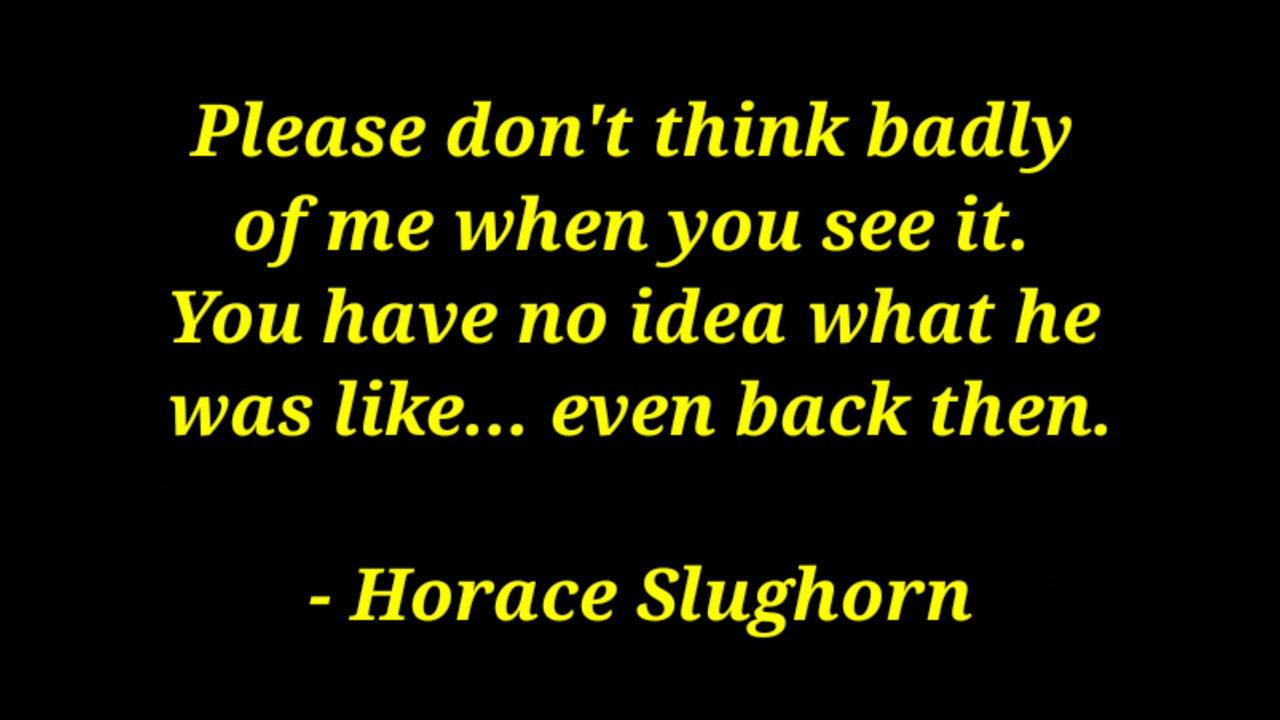 Please don't think badly
of me when you see it.
You have no idea what he
was like... even back then.
- Horace Slughorn